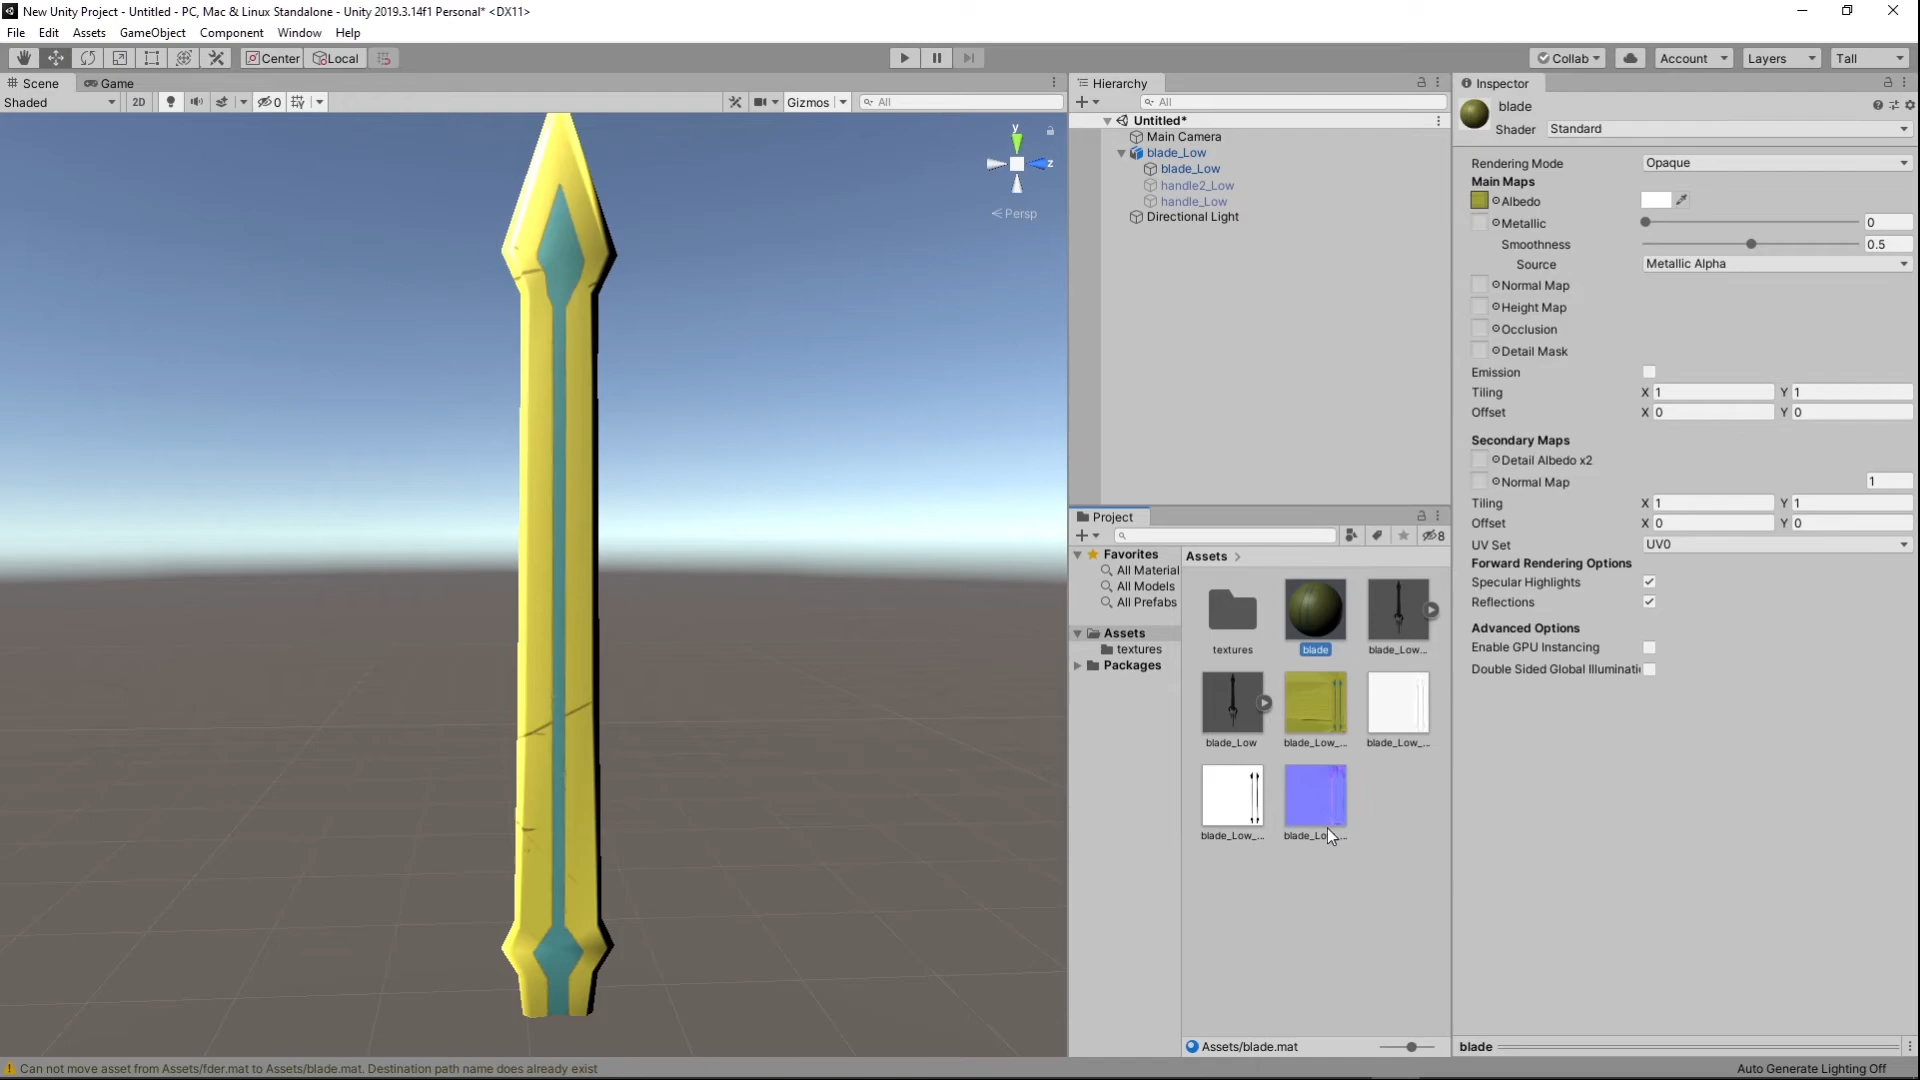 New Unity Project - Untitled - PC, Mac & Linux Standalone - Unity 2019.3.14f1 Personal* <DX11>
File Edit Assets GameObject Component Window Help
Center Local Collab Account Layers Tall
Scene Game
Shaded 2D 0 Gizmos All
Hierarchy
All
Untitled*
Main Camera
blade_Low
blade_Low
handle2_Low
handle_Low
Directional Light
y
z
Persp
Project
8
Favorites
All Material
All Models
All Prefabs
Assets
textures
Packages
Assets
textures
blade
blade_Low...
blade_Low
blade_Low_...
blade_Low_...
blade_Low_...
Assets/blade.mat
Inspector
blade
Shader Standard
Rendering Mode Opaque
Main Maps
Albedo
Metallic 0
Smoothness 0.5
Source Metallic Alpha
Normal Map
Height Map
Occlusion
Detail Mask
Emission
Tiling X 1 Y 1
Offset X 0 Y 0
Secondary Maps
Detail Albedo x2
Normal Map 1
Tiling X 1 Y 1
Offset X 0 Y 0
UV Set UV0
Forward Rendering Options
Specular Highlights
Reflections
Advanced Options
Enable GPU Instancing
Double Sided Global Illuminati
blade
Can not move asset from Assets/fder.mat to Assets/blade.mat. Destination path name does already exist
Auto Generate Lighting Off